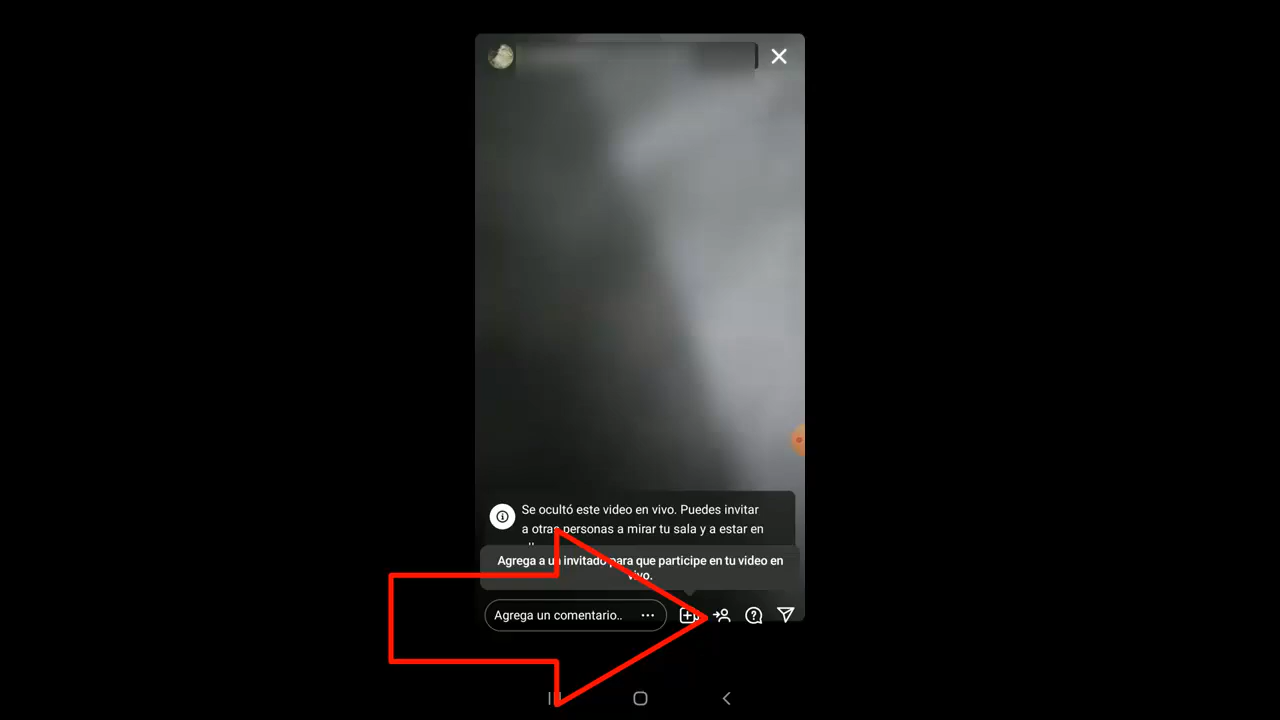 Se ocultó este video en vivo. Puedes invitar
a otras personas a mirar tu sala y a estar en
Agrega a un invitado para que participe en tu video en
vivo.
Agrega un comentario..